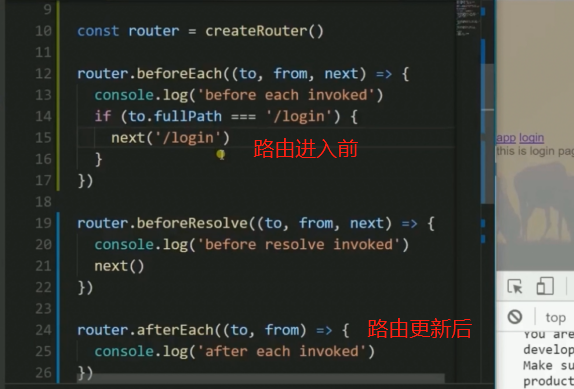 9
10 const router = createRouter()
11
12 router.beforeEach((to, from, next) => {
13 console.log('before each invoked')
14 if (to.fullPath === '/login') {
15 next('/login')
路由进入前
16 }
17 })
18
19 router.beforeResolve((to, from, next) => {
20 console.log('before resolve invoked')
21 next()
22 })
23
24 router.afterEach((to, from) => {
路由更新后
25 console.log('after each invoked')
26 })
app login
this is login pag
top
You are
develop
Make su
product